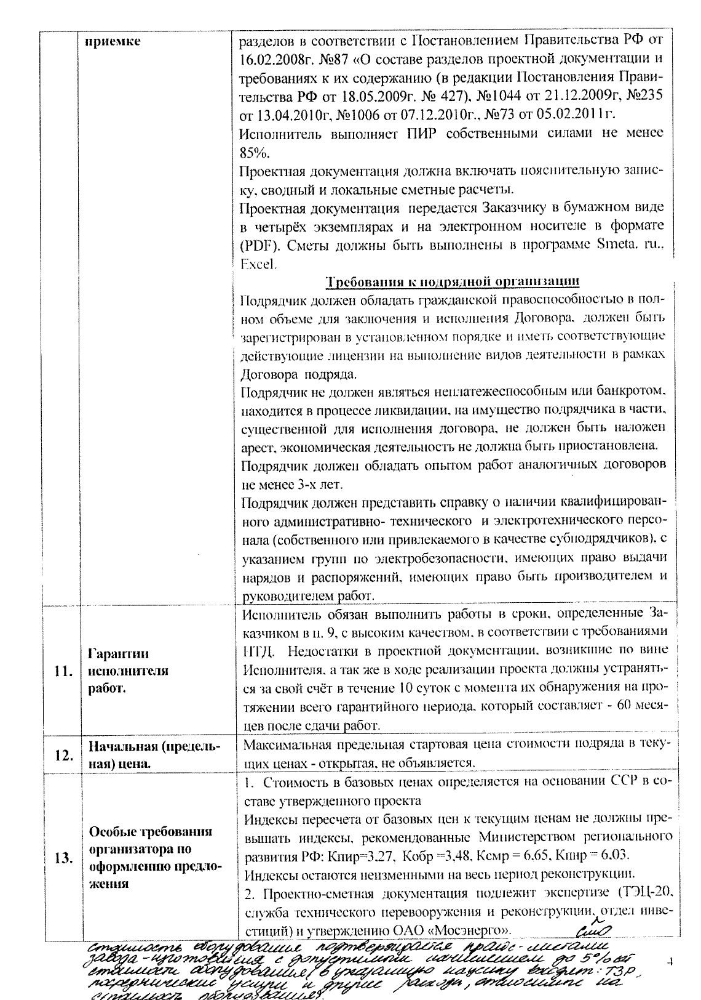 приемке
разделов в соответствии с Постановлением Правительства РФ от
16.02.2008г. №87 «О составе разделов проектной документации и
требованиях к их содержанию (в редакции Постановления Прави-
тельства РФ от 18.05.2009г. № 427), №1044 от 21.12.2009г, №235
от 13.04.2010г, №1006 от 07.12.2010г., №73 от 05.02.2011г.
Исполнитель выполняет ПИР собственными силами не менее
85%.
Проектная документация должна включать пояснительную запис-
ку, сводный и локальные сметные расчеты.
Проектная документация передается Заказчику в бумажном виде
в четырёх экземплярах и на электронном носителе в формате
(PDF). Сметы должны быть выполнены в программе Smeta. ru.,
Excel.
Требования к подрядной организации
Подрядчик должен обладать гражданской правоспособностью в пол-
ном объеме для заключения и исполнения Договора, должен быть
зарегистрирован в установленном порядке и иметь соответствующие
действующие лицензии на выполнение видов деятельности в рамках
Договора подряда.
Подрядчик не должен являться неплатежеспособным или банкротом,
находится в процессе ликвидации, на имущество подрядчика в части,
существенной для исполнения договора, не должен быть наложен
арест, экономическая деятельность не должна быть приостановлена.
Подрядчик должен обладать опытом работ аналогичных договоров
не менее 3-х лет.
Подрядчик должен представить справку о наличии квалифицирован-
ного административно- технического и электротехнического персо-
нала (собственного или привлекаемого в качестве субподрядчиков), с
указанием групп по электробезопасности, имеющих право выдачи
нарядов и распоряжений, имеющих право быть производителем и
руководителем работ.
11.
Гарантии
исполнителя
работ.
Исполнитель обязан выполнить работы в сроки, определенные За-
казчиком в п. 9, с высоким качеством, в соответствии с требованиями
НТД. Недостатки в проектной документации, возникшие по вине
Исполнителя, а так же в ходе реализации проекта должны устранять-
ся за свой счёт в течение 10 суток с момента их обнаружения на про-
тяжении всего гарантийного периода, который составляет - 60 меся-
цев после сдачи работ.
12.
Начальная (предель-
ная) цена.
Максимальная предельная стартовая цена стоимости подряда в теку-
щих ценах - открытая, не объявляется.
13.
Особые требования
организатора по
оформлению предло-
жения
1. Стоимость в базовых ценах определяется на основании ССР в со-
ставе утвержденного проекта
Индексы пересчета от базовых цен к текущим ценам не должны пре-
вышать индексы, рекомендованные Министерством регионального
развития РФ: Кпир=3,27, Кобр =3,48, Ксмр = 6,65, Кпнр = 6,03.
Индексы остаются неизменными на весь период реконструкции.
2. Проектно-сметная документация подлежит экспертизе (ТЭЦ-20,
служба технического перевооружения и реконструкции, отдел инве-
стиций) и утверждению ОАО «Мосэнерго».
стоимость оборудования подтверждается прайс-листами
завода-изготовителя с допустимым начислением до 5% от
стоимости оборудования (в указанную наценку входит: ТЗР,
посреднические услуги и другие расходы, относимые на
стоимость оборудования).
4